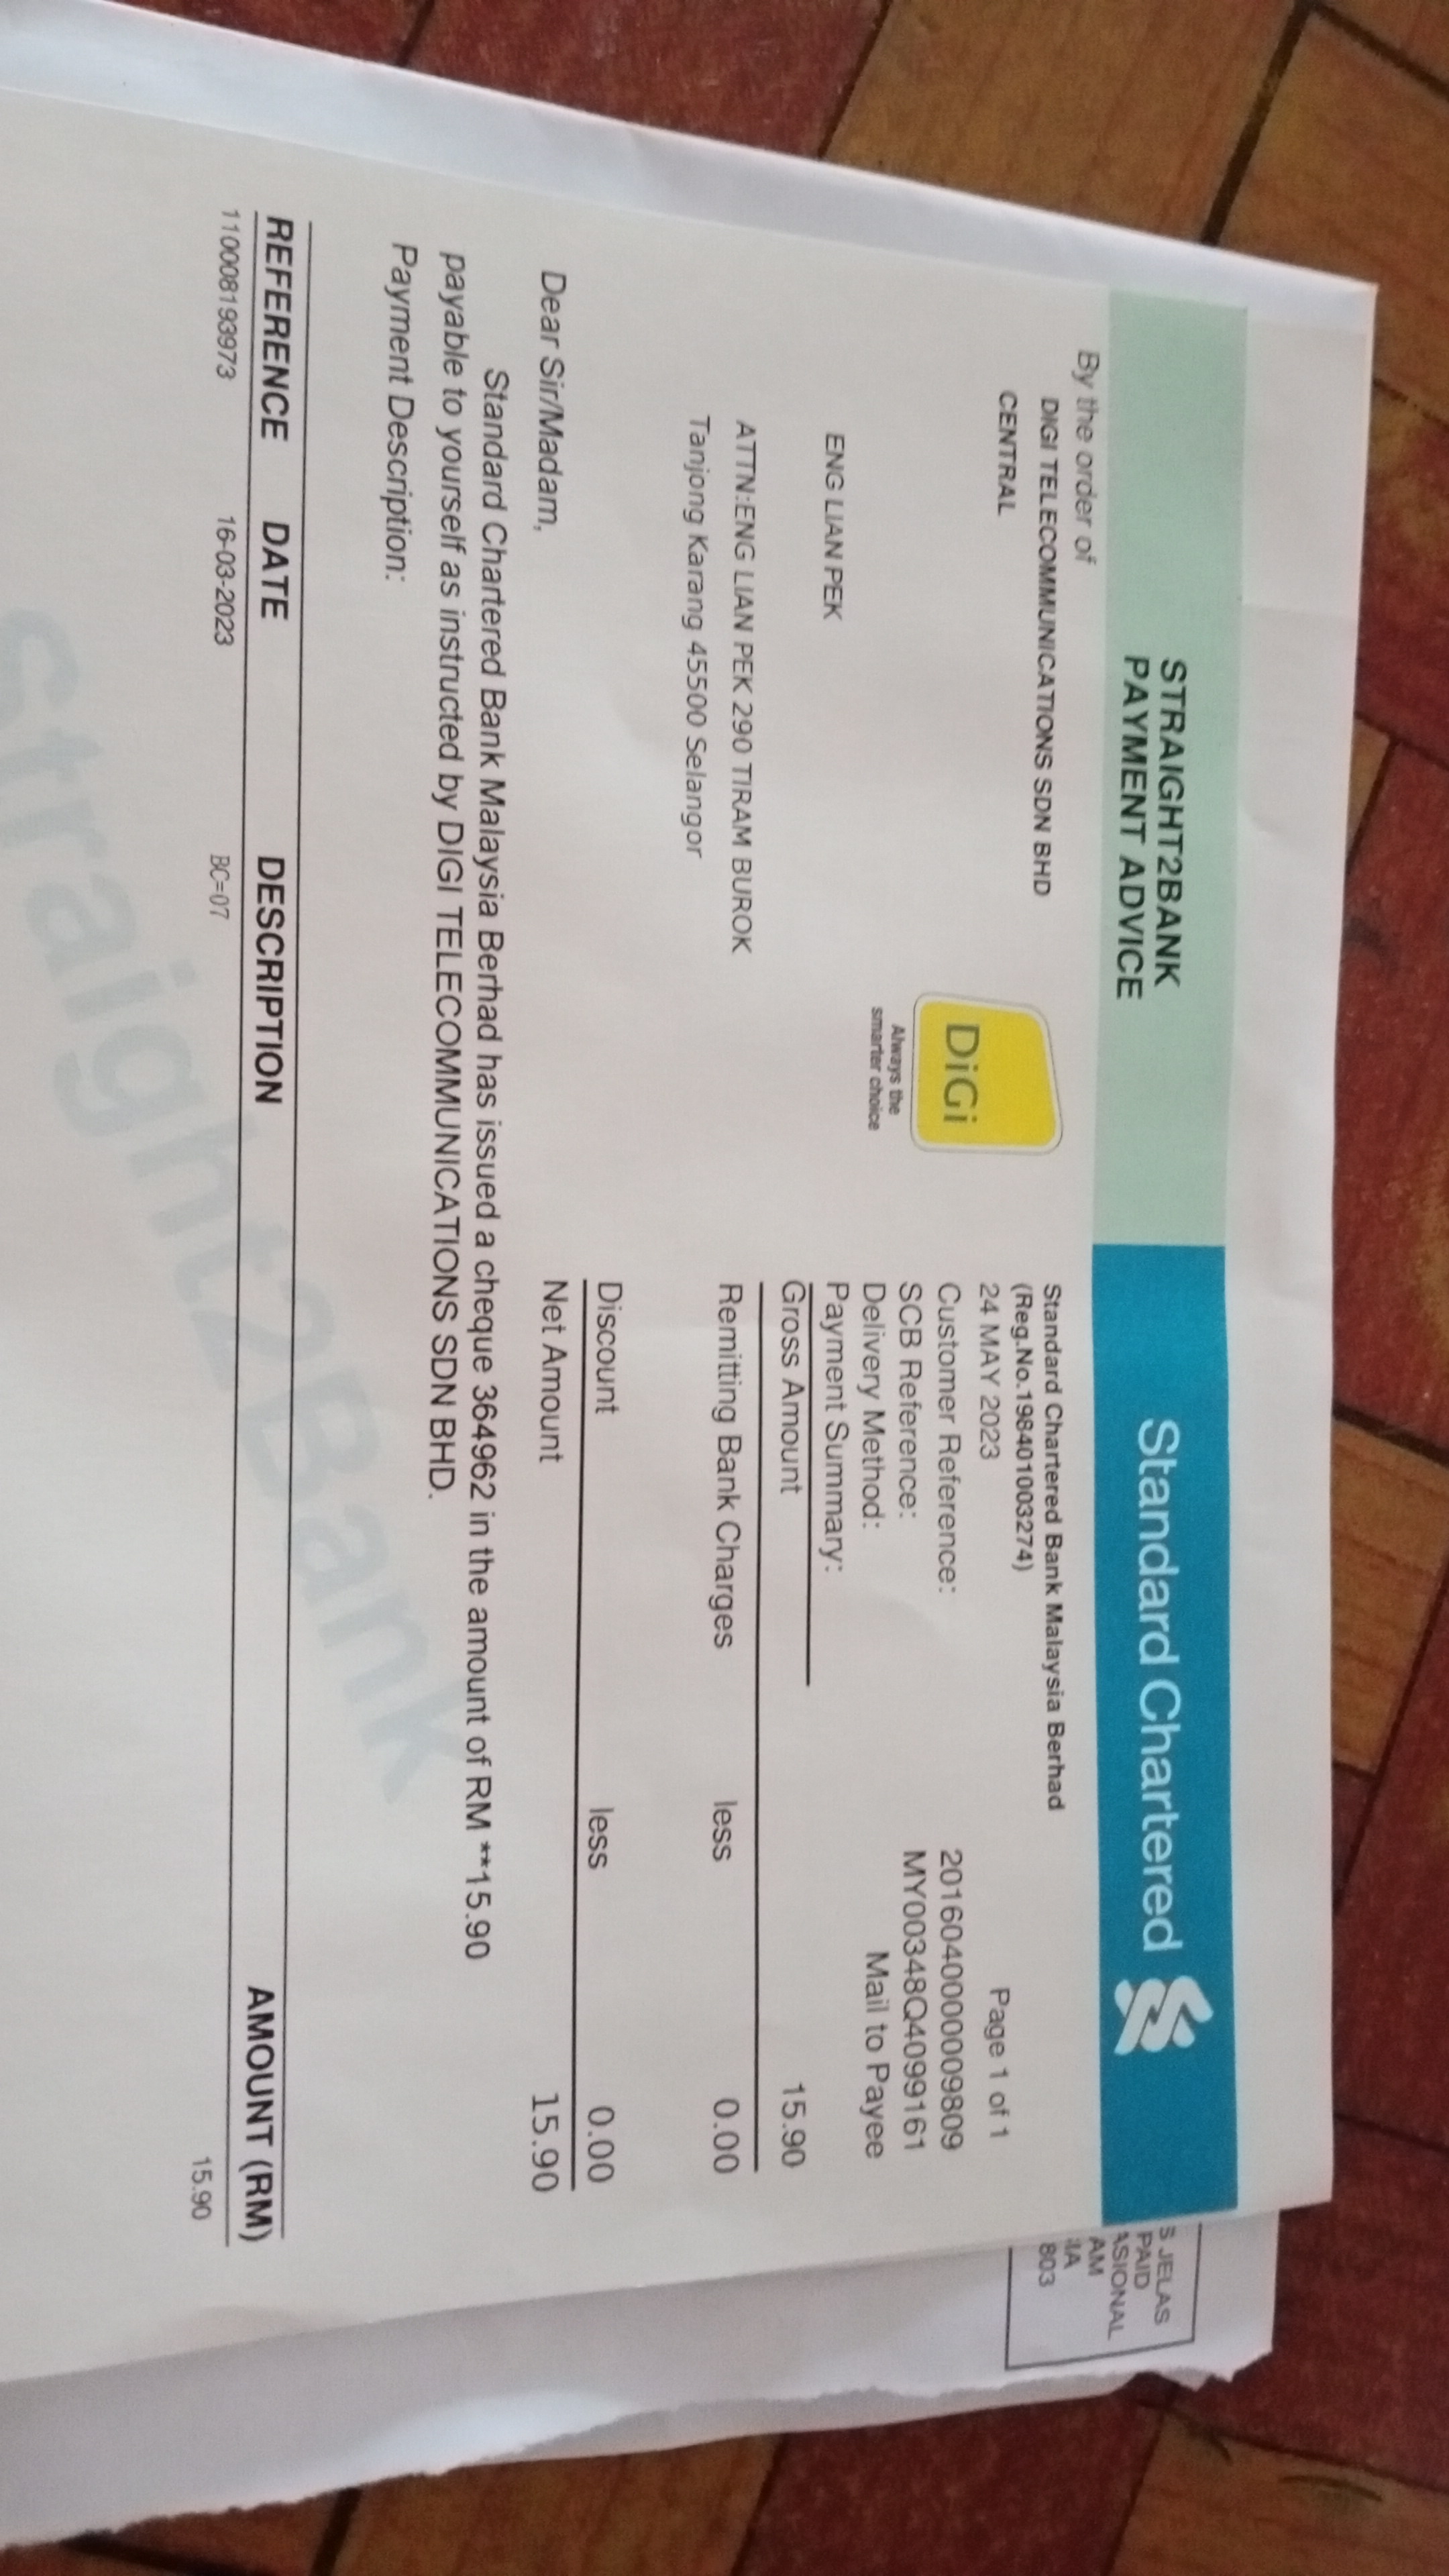 STRAIGHT2BANK
PAYMENT ADVICE
Standard Chartered
By the order of
DIGI TELECOMMUNICATIONS SDN BHD
CENTRAL
DiGi
Always the
smarter choice
ENG LIAN PEK
ATTN:ENG LIAN PEK 290 TIRAM BUROK
Tanjong Karang 45500 Selangor
Standard Chartered Bank Malaysia Berhad
(Reg.No.198401003274)
24 MAY 2023 Page 1 of 1
Customer Reference: 2016040000009809
SCB Reference: MY00348Q4099161
Delivery Method: Mail to Payee
Payment Summary:
Gross Amount 15.90
Remitting Bank Charges less 0.00
Discount less 0.00
Net Amount 15.90
Dear Sir/Madam,
Standard Chartered Bank Malaysia Berhad has issued a cheque 364962 in the amount of RM **15.90
payable to yourself as instructed by DIGI TELECOMMUNICATIONS SDN BHD.
Payment Description:
REFERENCE DATE DESCRIPTION AMOUNT (RM)
110008193973 16-03-2023 BC=07 15.90
straight2Bank
S JELAS
PAID
ASIONAL
AM
IA
803